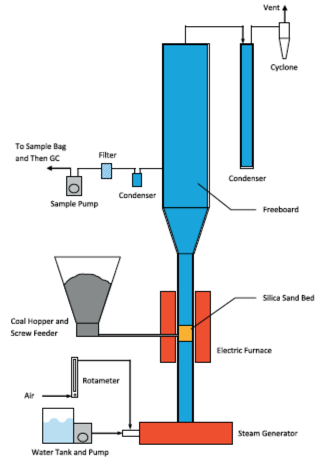 Vent
Cyclone
To Sample Bag
and Then GC
Filter
Sample Pump
Condenser
Condenser
Freeboard
Silica Sand Bed
Coal Hopper and
Screw Feeder
Electric Furnace
Rotameter
Air
Steam Generator
Water Tank and Pump